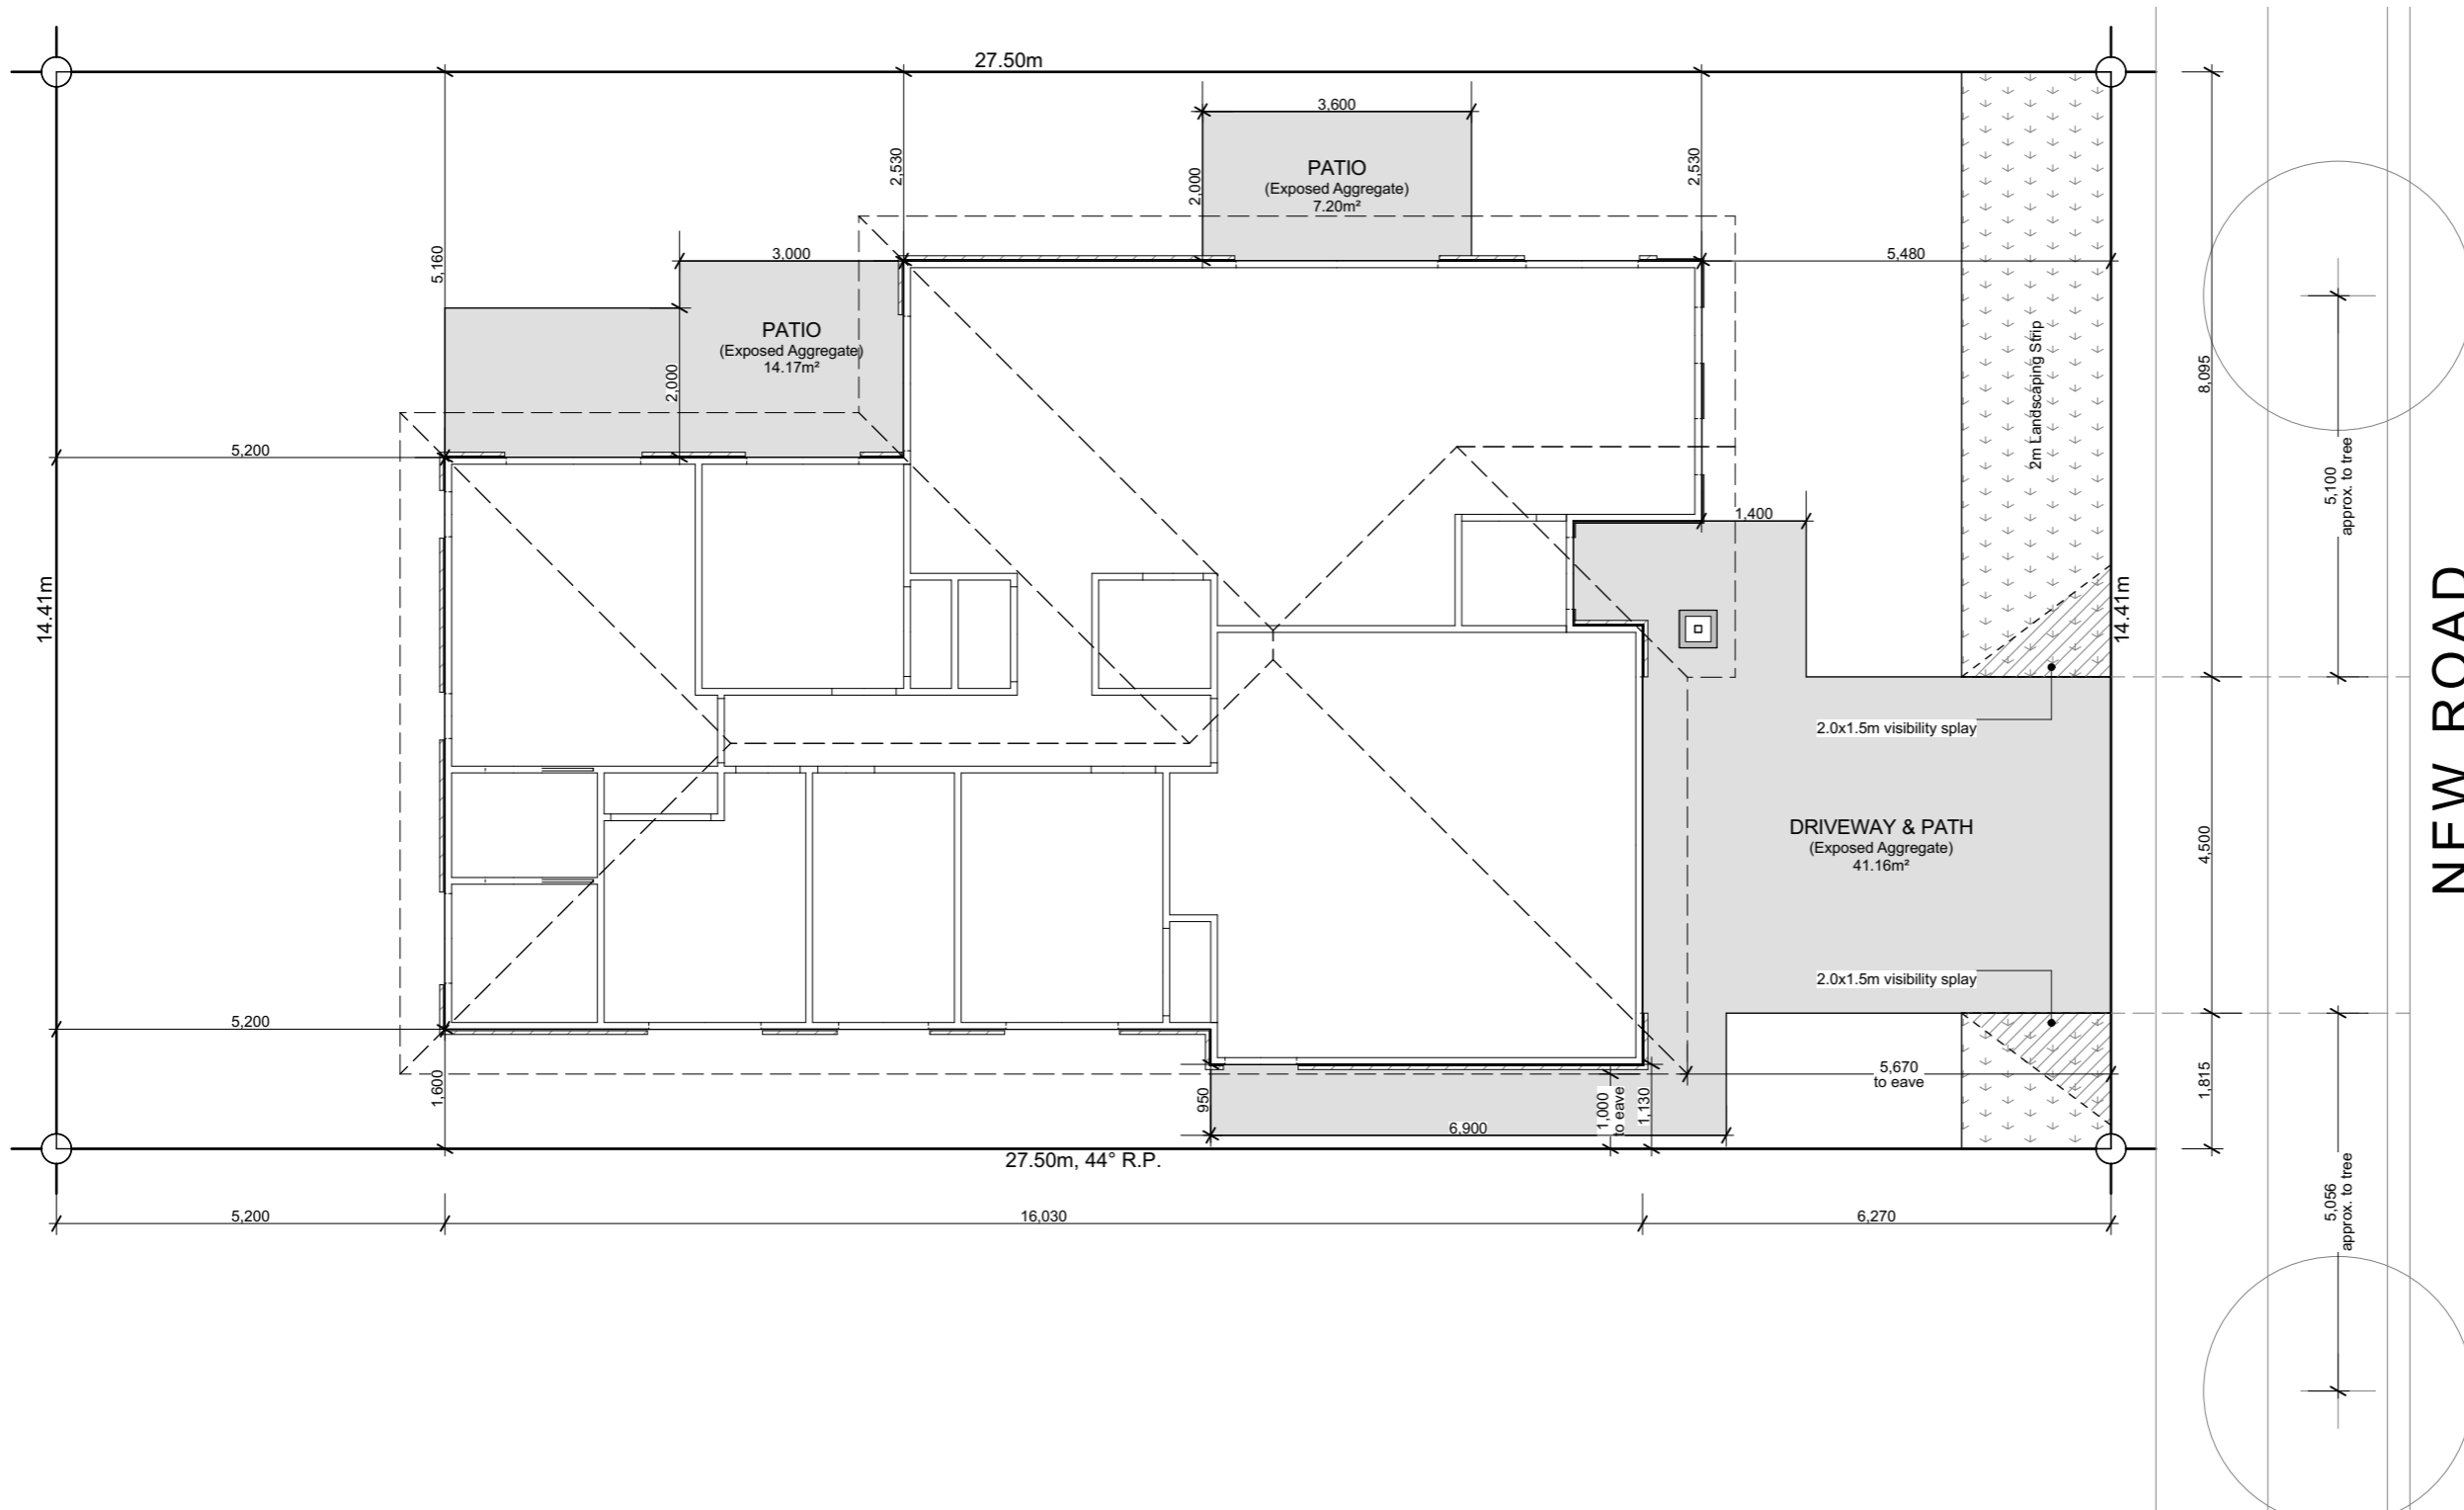 27.50m
3,600
PATIO
(Exposed Aggregate)
7.20m²
2,530
2,000
2,530
5,160
3,000
5,480
PATIO
(Exposed Aggregate)
14.17m²
2,000
5,200
2m Landscaping Strip
8,095
5,100
approx. to tree
1,400
14.41m
14.41m
NEW ROAD
2.0x1.5m visibility splay
DRIVEWAY & PATH
(Exposed Aggregate)
41.16m²
4,500
2.0x1.5m visibility splay
5,200
1,600
950
6,900
1,000
to eave
1,130
5,670
to eave
1,815
27.50m, 44° R.P.
5,056
approx. to tree
5,200
16,030
6,270